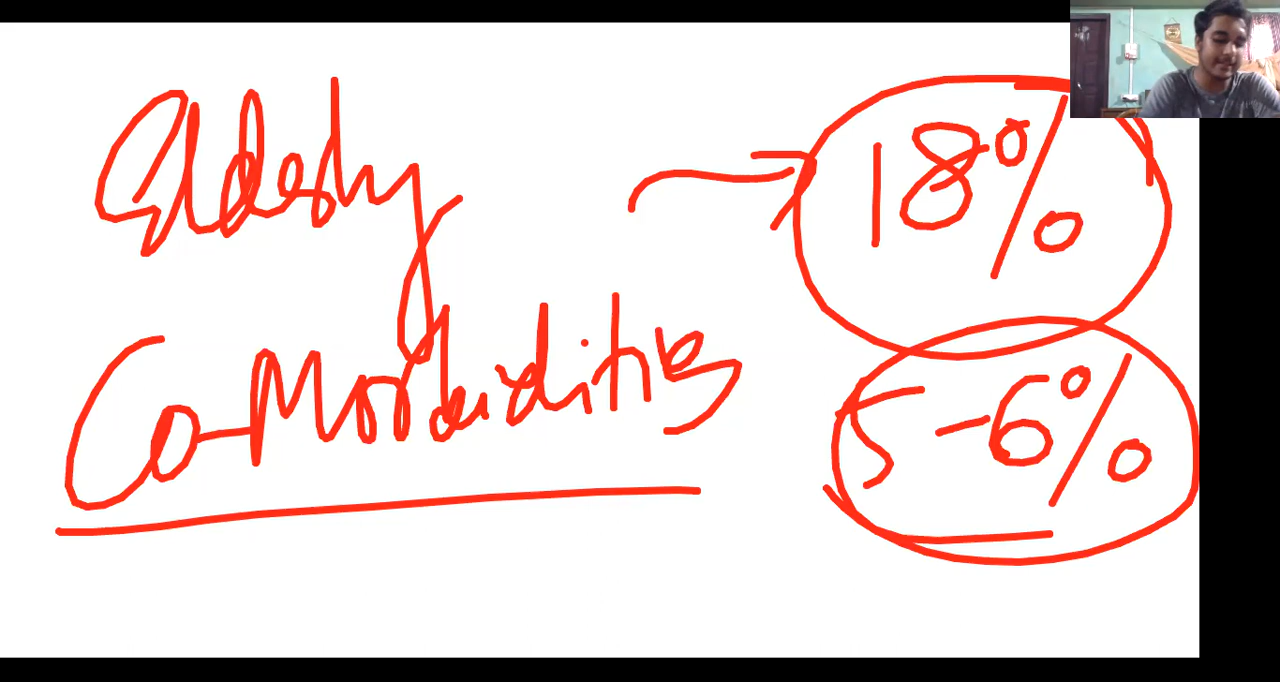 Elderly → 18%
Co-Morbidities 5-6%